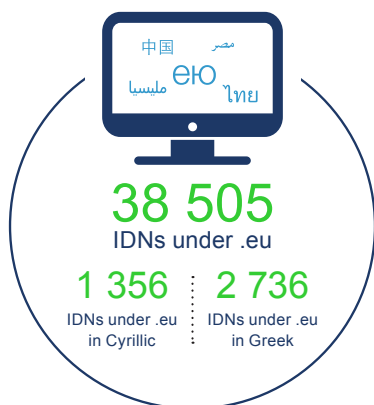 中国 مصر
ею
مليسيا
ไทย
38 505
IDNs under .eu
1 356
IDNs under .eu
in Cyrillic
2 736
IDNs under .eu
in Greek